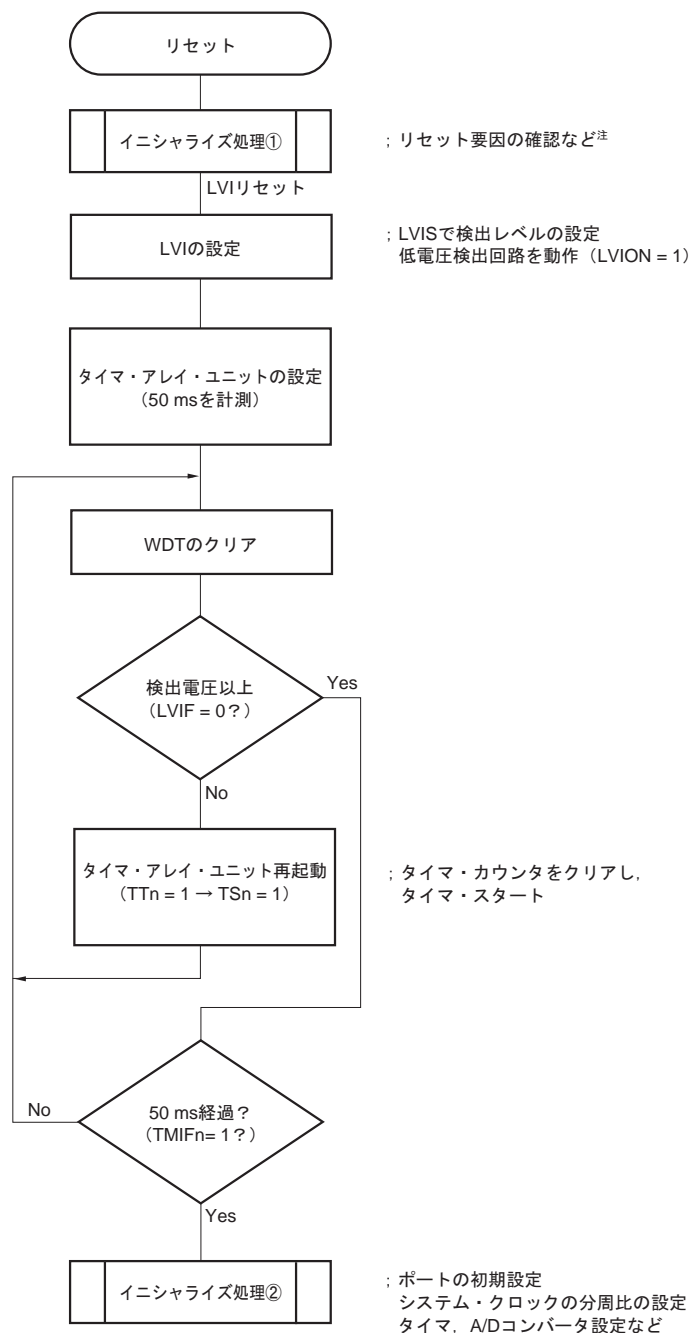 リセット
イニシャライズ処理①
; リセット要因の確認など注
LVIリセット
LVIの設定
; LVISで検出レベルの設定
低電圧検出回路を動作（LVION = 1）
タイマ・アレイ・ユニットの設定
（50 msを計測）
WDTのクリア
検出電圧以上
（LVIF = 0？）
Yes
No
タイマ・アレイ・ユニット再起動
（TTn = 1 → TSn = 1）
; タイマ・カウンタをクリアし，
タイマ・スタート
No
50 ms経過？
（TMIFn= 1？）
Yes
イニシャライズ処理②
; ポートの初期設定
システム・クロックの分周比の設定
タイマ，A/Dコンバータ設定など